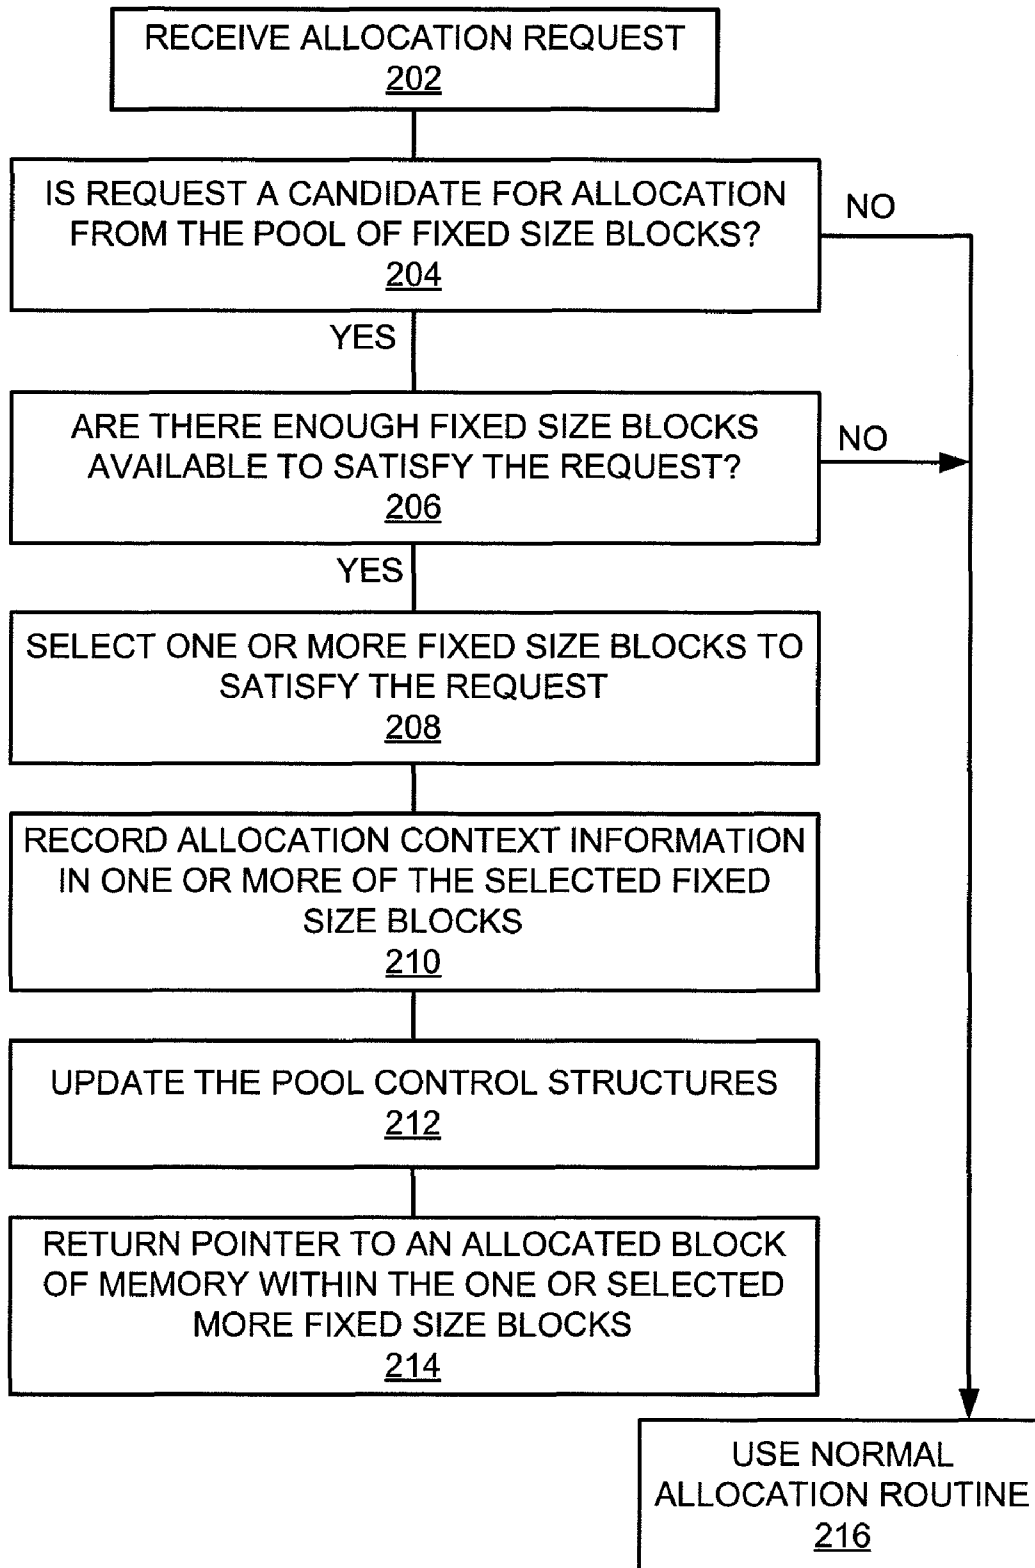 RECEIVE ALLOCATION REQUEST
202
IS REQUEST A CANDIDATE FOR ALLOCATION
FROM THE POOL OF FIXED SIZE BLOCKS?
204
NO
YES
ARE THERE ENOUGH FIXED SIZE BLOCKS
AVAILABLE TO SATISFY THE REQUEST?
206
NO
YES
SELECT ONE OR MORE FIXED SIZE BLOCKS TO
SATISFY THE REQUEST
208
RECORD ALLOCATION CONTEXT INFORMATION
IN ONE OR MORE OF THE SELECTED FIXED
SIZE BLOCKS
210
UPDATE THE POOL CONTROL STRUCTURES
212
RETURN POINTER TO AN ALLOCATED BLOCK
OF MEMORY WITHIN THE ONE OR SELECTED
MORE FIXED SIZE BLOCKS
214
USE NORMAL
ALLOCATION ROUTINE
216